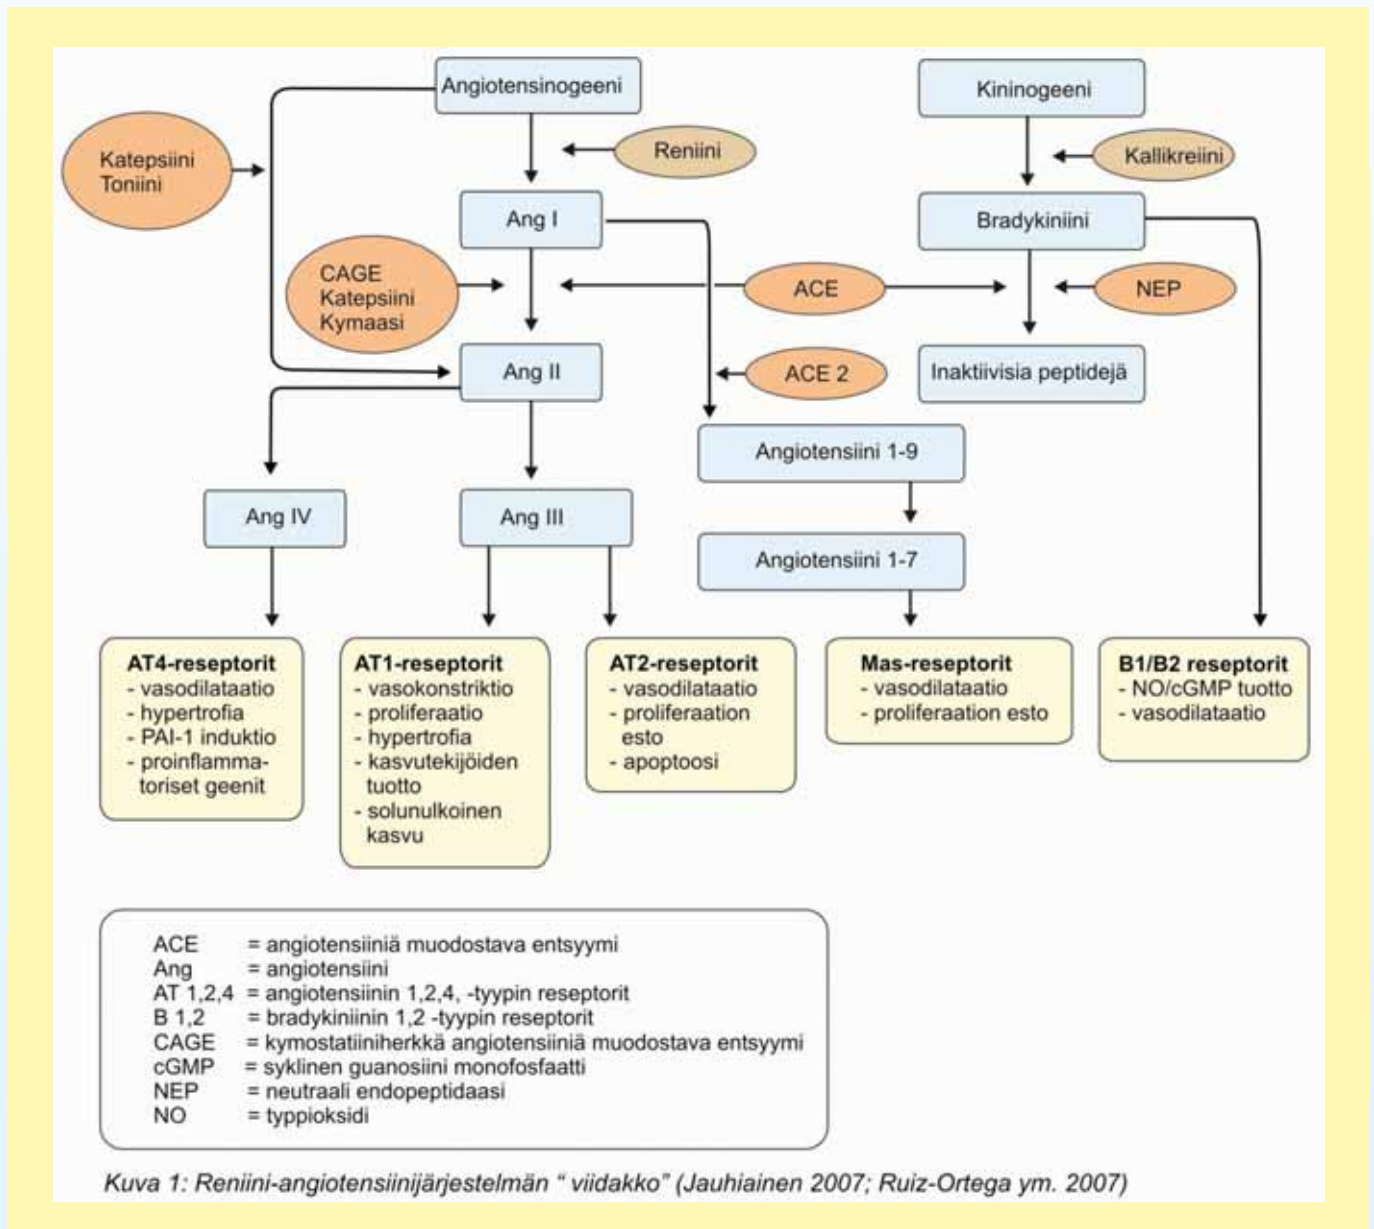 Angiotensinogeeni
Kininogeeni
Katepsiini
Toniini
Reniini
Kallikreiini
Ang I
Bradykiniini
CAGE
Katepsiini
Kymaasi
ACE
NEP
Ang II
ACE 2
Inaktiivisia peptidejä
Angiotensiini 1-9
Ang IV
Ang III
Angiotensiini 1-7
AT4-reseptorit
- vasodilataatio
- hypertrofia
- PAI-1 induktio
- proinflamma-
toriset geenit
AT1-reseptorit
- vasokonstriktio
- proliferaatio
- hypertrofia
- kasvutekijöiden
tuotto
- solunulkoinen
kasvu
AT2-reseptorit
- vasodilataatio
- proliferaation
esto
- apoptoosi
Mas-reseptorit
- vasodilataatio
- proliferaation esto
B1/B2 reseptorit
- NO/cGMP tuotto
- vasodilataatio
ACE = angiotensiiniä muodostava entsyymi
Ang = angiotensiini
AT 1,2,4 = angiotensiinin 1,2,4, -tyypin reseptorit
B 1,2 = bradykiniinin 1,2 -tyypin reseptorit
CAGE = kymostatiiniherkkä angiotensiiniä muodostava entsyymi
cGMP = syklinen guanosiini monofosfaatti
NEP = neutraali endopeptidaasi
NO = typpioksidi
Kuva 1: Reniini-angiotensiinijärjestelmän “ viidakko” (Jauhiainen 2007; Ruiz-Ortega ym. 2007)